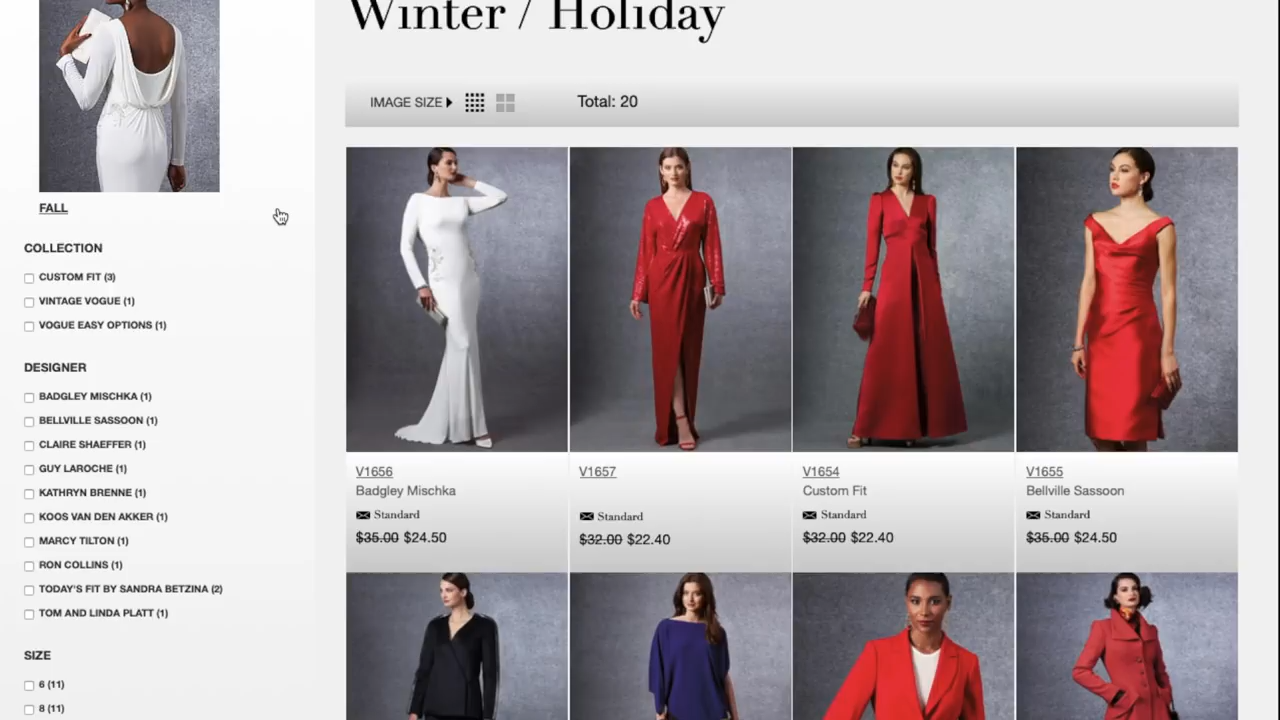 Winter / Holiday
IMAGE SIZE
Total: 20
FALL
COLLECTION
CUSTOM FIT (3)
VINTAGE VOGUE (1)
VOGUE EASY OPTIONS (1)
DESIGNER
BADGLEY MISCHKA (1)
BELLVILLE SASSOON (1)
CLAIRE SHAEFFER (1)
GUY LAROCHE (1)
KATHRYN BRENNE (1)
KOOS VAN DEN AKKER (1)
MARCY TILTON (1)
RON COLLINS (1)
TODAY'S FIT BY SANDRA BETZINA (2)
TOM AND LINDA PLATT (1)
SIZE
6 (11)
8 (11)
V1656
Badgley Mischka
Standard
$35.00 $24.50
V1657
Standard
$32.00 $22.40
V1654
Custom Fit
Standard
$32.00 $22.40
V1655
Bellville Sassoon
Standard
$35.00 $24.50